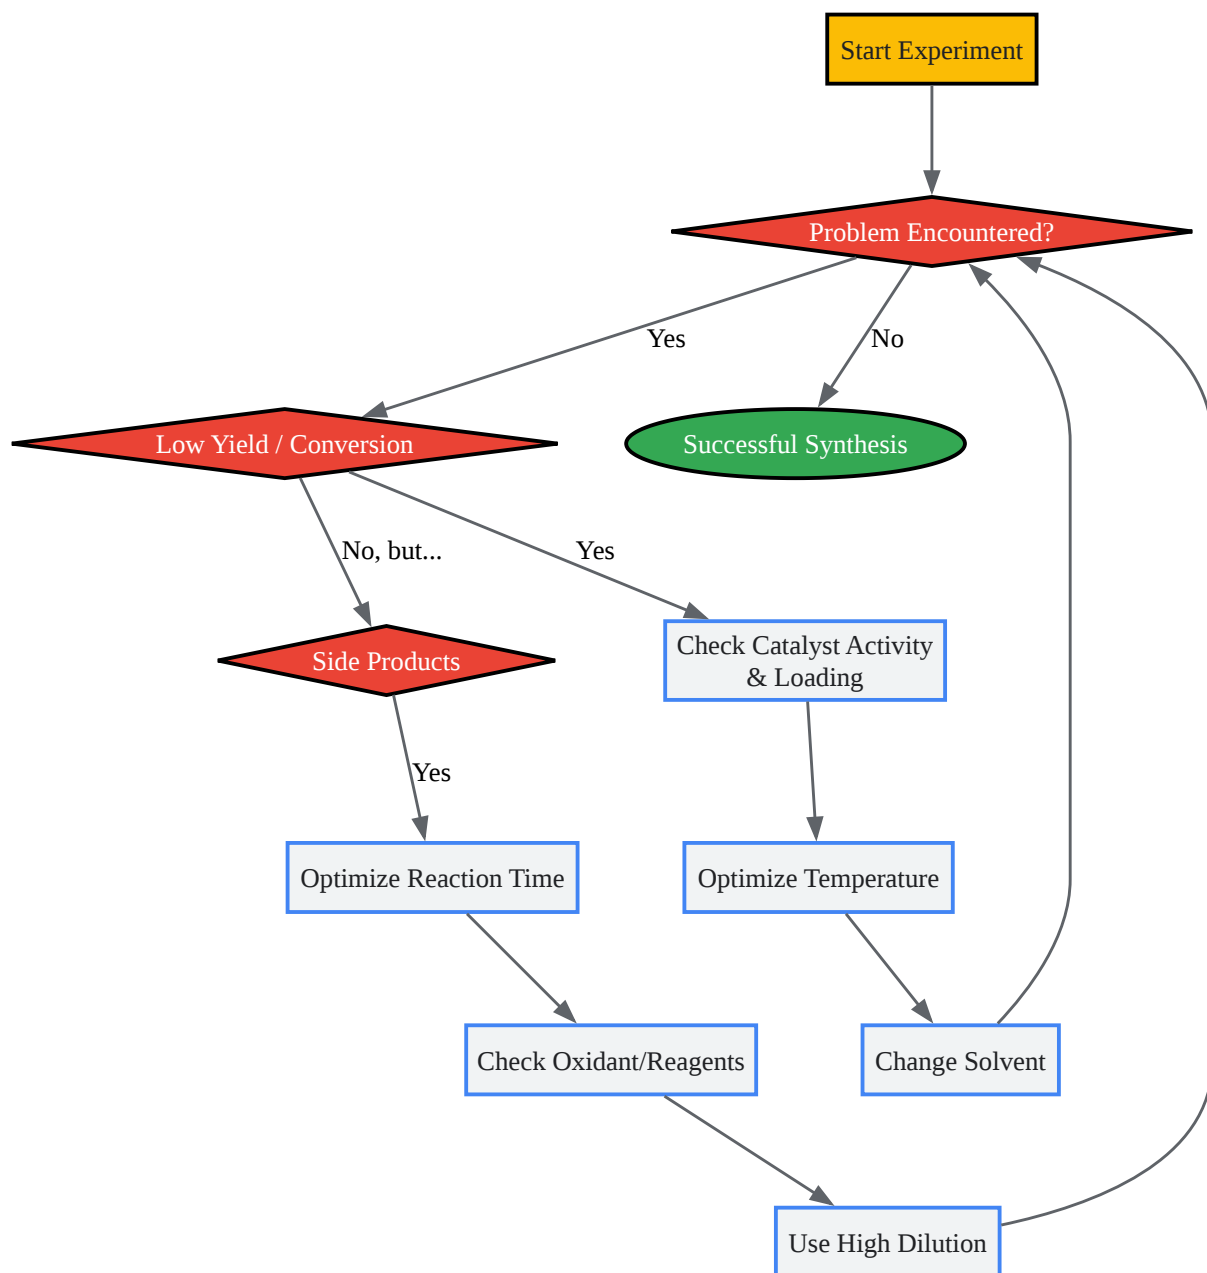 Start Experiment
Problem Encountered?
Yes
No
Low Yield / Conversion
Successful Synthesis
No, but...
Yes
Side Products
Check Catalyst Activity
& Loading
Yes
Optimize Reaction Time
Optimize Temperature
Check Oxidant/Reagents
Change Solvent
Use High Dilution